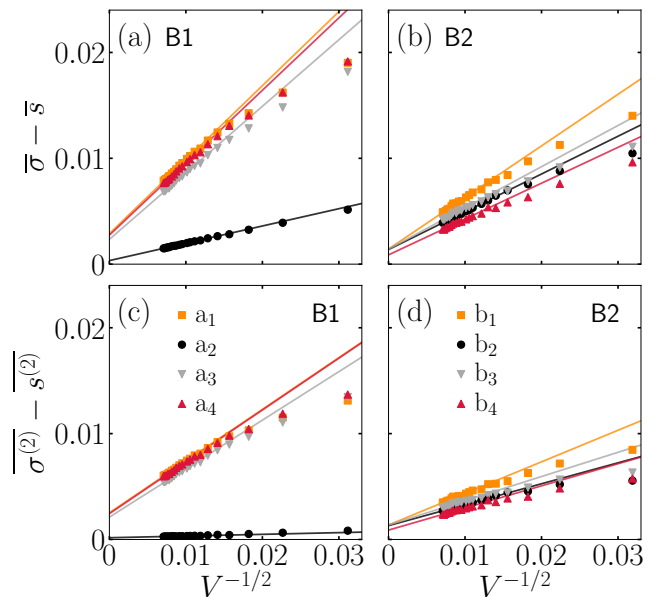 (a) B1
(b) B2
0.02
0.01
0
σ̅ − s̅
(c) B1
(d) B2
a₁
a₂
a₃
a₄
b₁
b₂
b₃
b₄
0.02
0.01
0
σ⁽²⁾ − s⁽²⁾
0 0.01 0.02 0.03
0 0.01 0.02 0.03
V⁻¹/² V⁻¹/²